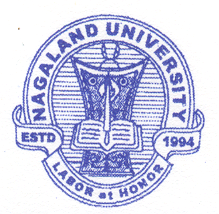 NAGALAND UNIVERSITY
ESTD 1994
LABOR et HONOR